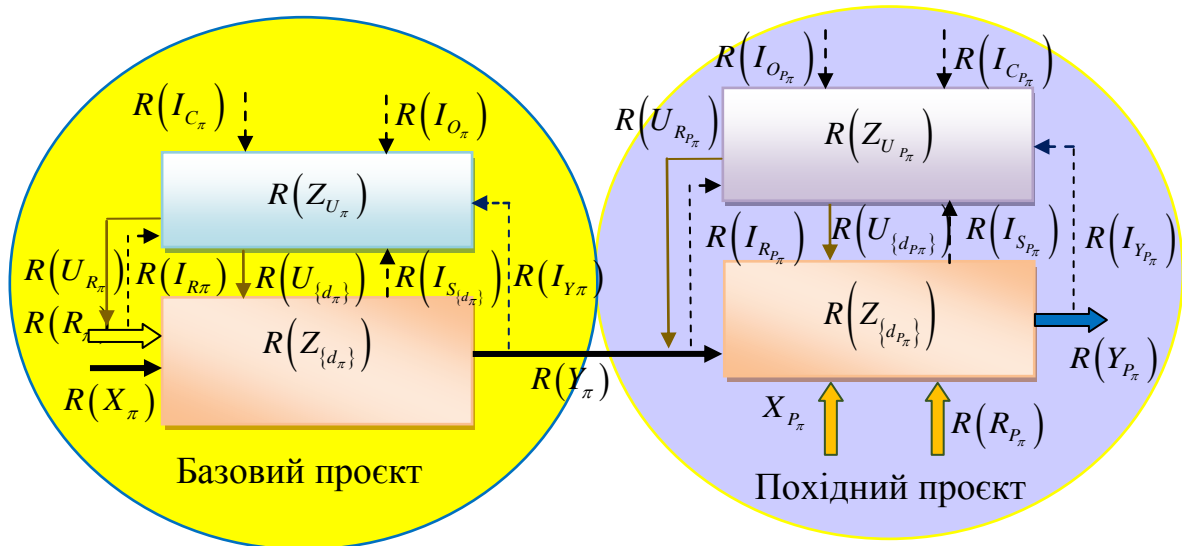 R(I_{C_π})
R(I_{O_π})
R(Z_{U_π})
R(U_{R_π})
R(I_{Rπ})
R(U_{\{d_π\}})
R(I_{S_{\{d_π\}}})
R(I_{Yπ})
R(R_π
R(Z_{\{d_π\}})
R(X_π)
R(Y_π)
Базовий проєкт
R(I_{O_{P_π}})
R(I_{C_{P_π}})
R(U_{R_{P_π}})
R(Z_{U_{P_π}})
R(I_{R_{P_π}})
R(U_{\{d_{Pπ}\}})
R(I_{S_{P_π}})
R(I_{Y_{P_π}})
R(Z_{\{d_{P_π}\}})
R(Y_{P_π})
X_{P_π}
R(R_{P_π})
Похідний проєкт